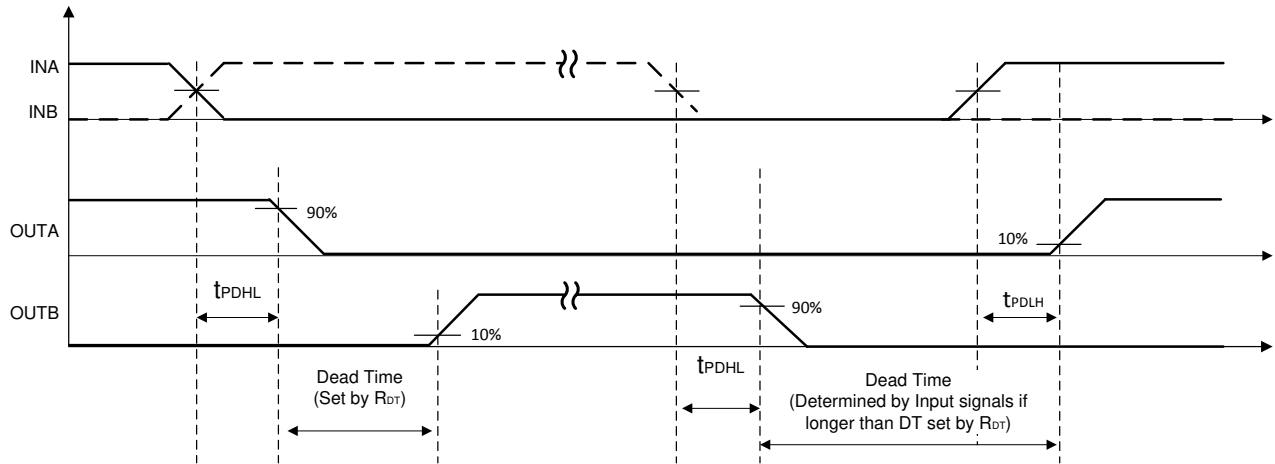 INA
INB
OUTA
90%
10%
tPDHL
tPDLH
OUTB
10%
90%
tPDHL
Dead Time
(Set by RDT)
Dead Time
(Determined by Input signals if
longer than DT set by RDT)